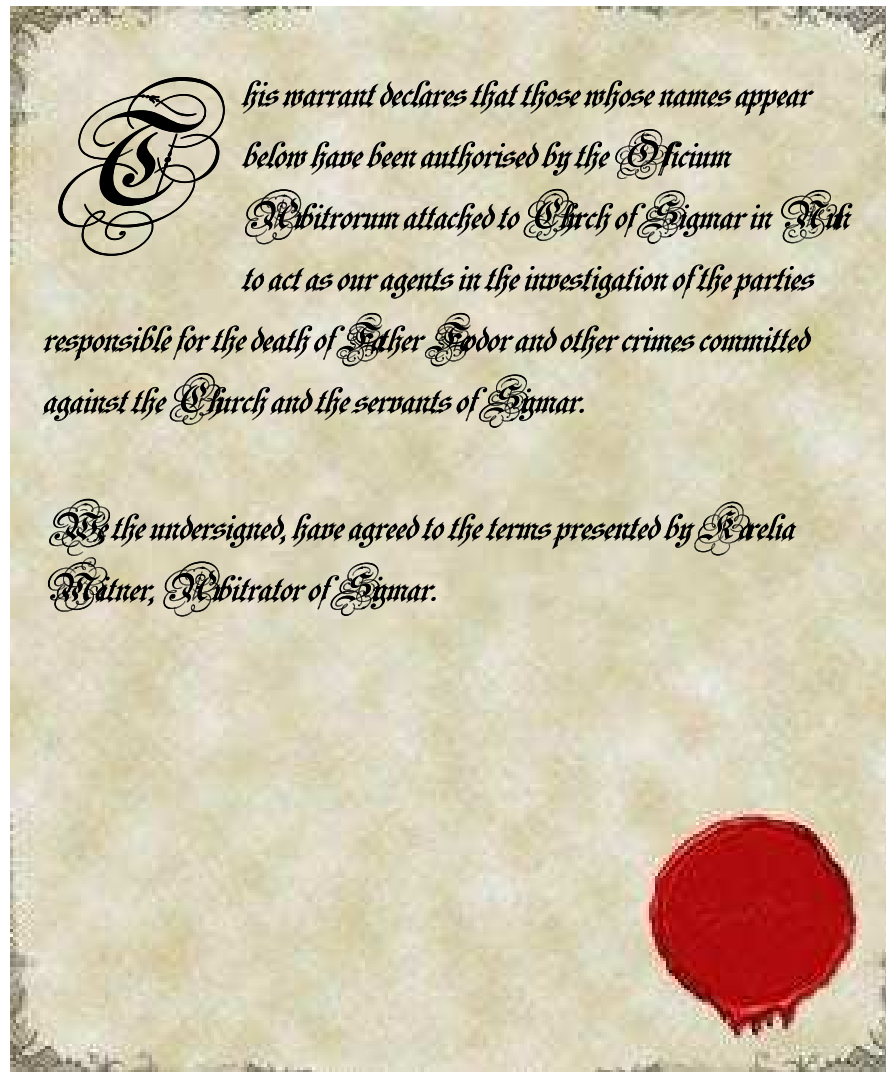 This warrant declares that those whose names appear
below have been authorised by the Officium
Arbitrorum attached to Church of Sigmar in
to act as our agents in the investigation of the parties
responsible for the death of Father and other crimes committed
against the Church and the servants of Sigmar.
We the undersigned, have agreed to the terms presented by Karelia
Matner, Arbitrator of Sigmar.